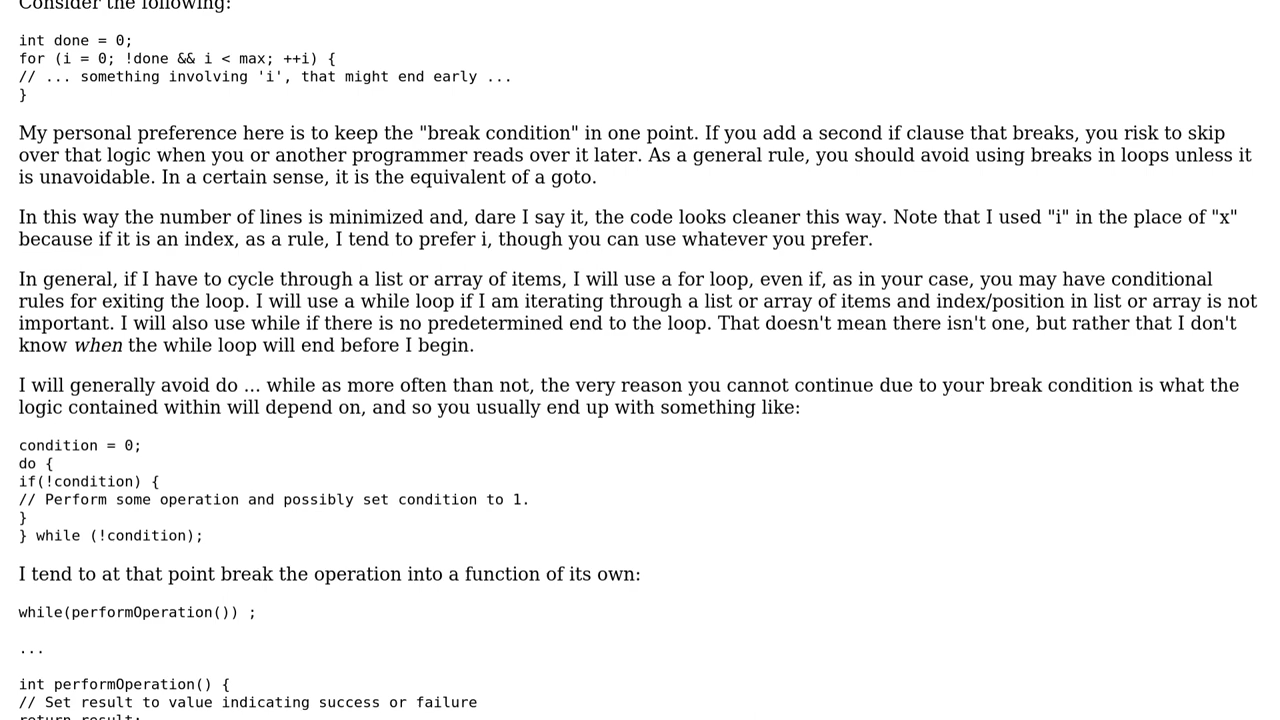 Consider the following:
int done = 0;
for (i = 0; !done && i < max; ++i) {
// ... something involving 'i', that might end early ...
}
My personal preference here is to keep the "break condition" in one point. If you add a second if clause that breaks, you risk to skip
over that logic when you or another programmer reads over it later. As a general rule, you should avoid using breaks in loops unless it
is unavoidable. In a certain sense, it is the equivalent of a goto.
In this way the number of lines is minimized and, dare I say it, the code looks cleaner this way. Note that I used "i" in the place of "x"
because if it is an index, as a rule, I tend to prefer i, though you can use whatever you prefer.
In general, if I have to cycle through a list or array of items, I will use a for loop, even if, as in your case, you may have conditional
rules for exiting the loop. I will use a while loop if I am iterating through a list or array of items and index/position in list or array is not
important. I will also use while if there is no predetermined end to the loop. That doesn't mean there isn't one, but rather that I don't
know when the while loop will end before I begin.
I will generally avoid do ... while as more often than not, the very reason you cannot continue due to your break condition is what the
logic contained within will depend on, and so you usually end up with something like:
condition = 0;
do {
if(!condition) {
// Perform some operation and possibly set condition to 1.
}
} while (!condition);
I tend to at that point break the operation into a function of its own:
while(performOperation()) ;
...
int performOperation() {
// Set result to value indicating success or failure
return result;